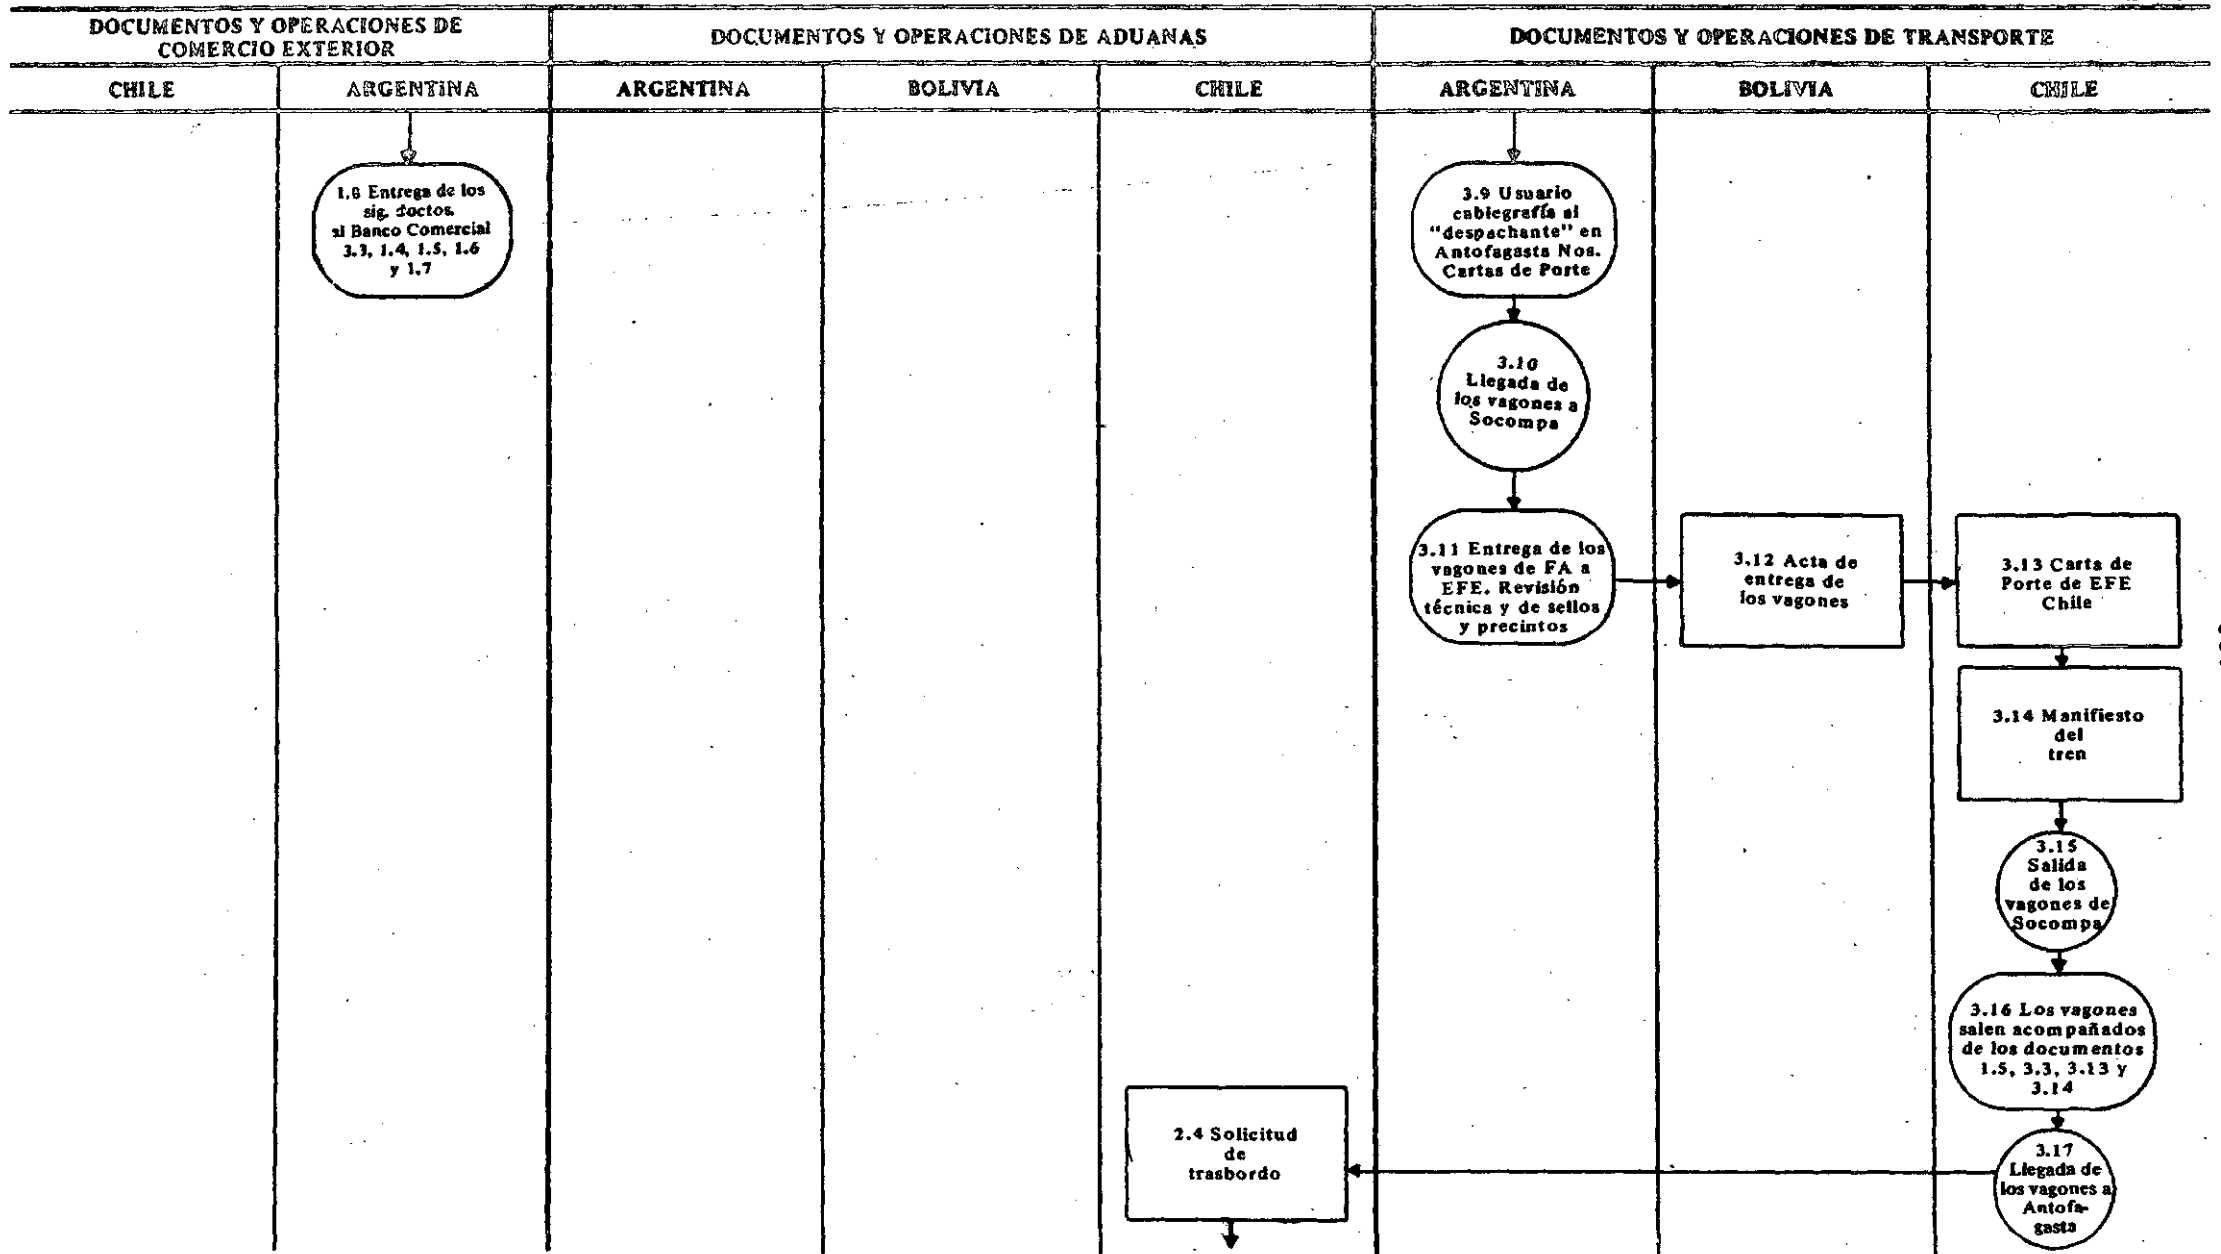 DOCUMENTOS Y OPERACIONES DE
COMERCIO EXTERIOR
DOCUMENTOS Y OPERACIONES DE ADUANAS
DOCUMENTOS Y OPERACIONES DE TRANSPORTE
CHILE
ARGENTINA
ARGENTINA
BOLIVIA
CHILE
ARGENTINA
BOLIVIA
CHILE
1.8 Entrega de los
sig. doctos.
al Banco Comercial
3.3, 1.4, 1.5, 1.6
y 1.7
3.9 Usuario
cablegrafía al
"despachante" en
Antofagasta Nos.
Cartas de Porte
3.10
Llegada de
los vagones a
Socompa
3.11 Entrega de los
vagones de FA a
EFE. Revisión
técnica y de sellos
y precintos
3.12 Acta de
entrega de
los vagones
3.13 Carta de
Porte de EFE
Chile
3.14 Manifiesto
del
tren
3.15
Salida
de los
vagones de
Socompa
3.16 Los vagones
salen acompañados
de los documentos
1.5, 3.3, 3.13 y
3.14
2.4 Solicitud
de
trasbordo
3.17
Llegada de
los vagones a
Antofa-
gasta